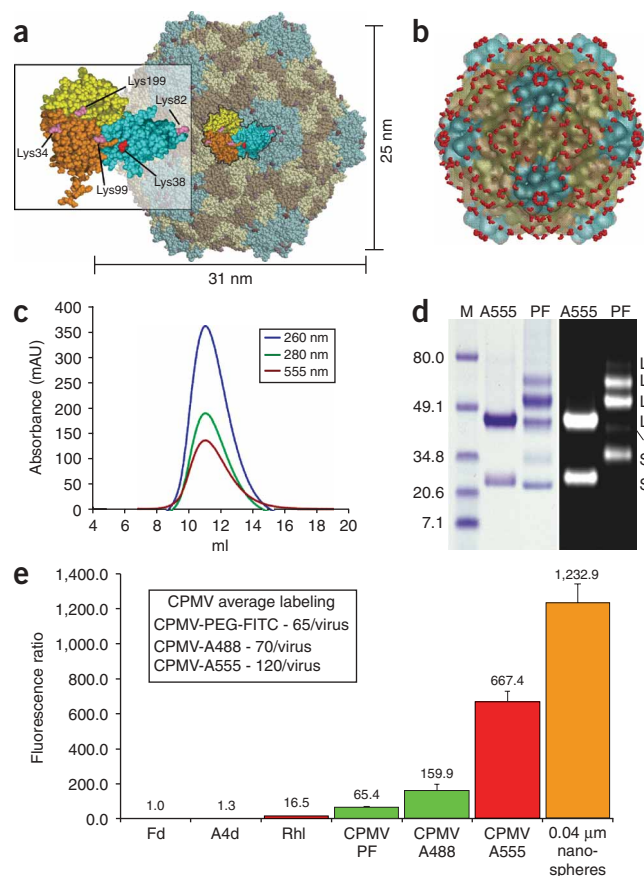 a
Lys199
Lys82
Lys34
Lys99
Lys38
25 nm
31 nm
b
c
Absorbance (mAU)
400
350
300
250
200
150
100
50
0
260 nm
280 nm
555 nm
4 6 8 10 12 14 16 18 20
ml
d
M A555 PF A555 PF
80.0
49.1
34.8
20.6
7.1
L
L
L
L
S
S
e
Fluorescence ratio
1,400.0
1,200.0
1,000.0
800.0
600.0
400.0
200.0
0.0
CPMV average labeling
CPMV-PEG-FITC - 65/virus
CPMV-A488 - 70/virus
CPMV-A555 - 120/virus
1.0 1.3 16.5 65.4 159.9 667.4 1,232.9
Fd A4d Rhl CPMV PF CPMV A488 CPMV A555 0.04 μm nano-spheres